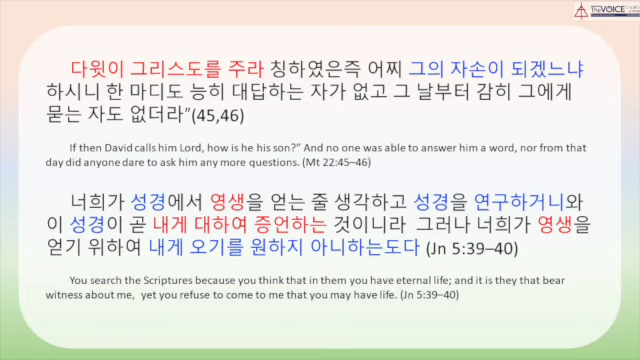 The VOICE
다윗이 그리스도를 주라 칭하였은즉 어찌 그의 자손이 되겠느냐
하시니 한 마디도 능히 대답하는 자가 없고 그 날부터 감히 그에게
묻는 자도 없더라”(45,46)
If then David calls him Lord, how is he his son?” And no one was able to answer him a word, nor from that
day did anyone dare to ask him any more questions. (Mt 22:45–46)
너희가 성경에서 영생을 얻는 줄 생각하고 성경을 연구하거니와
이 성경이 곧 내게 대하여 증언하는 것이니라 그러나 너희가 영생을
얻기 위하여 내게 오기를 원하지 아니하는도다 (Jn 5:39–40)
You search the Scriptures because you think that in them you have eternal life; and it is they that bear
witness about me, yet you refuse to come to me that you may have life. (Jn 5:39–40)